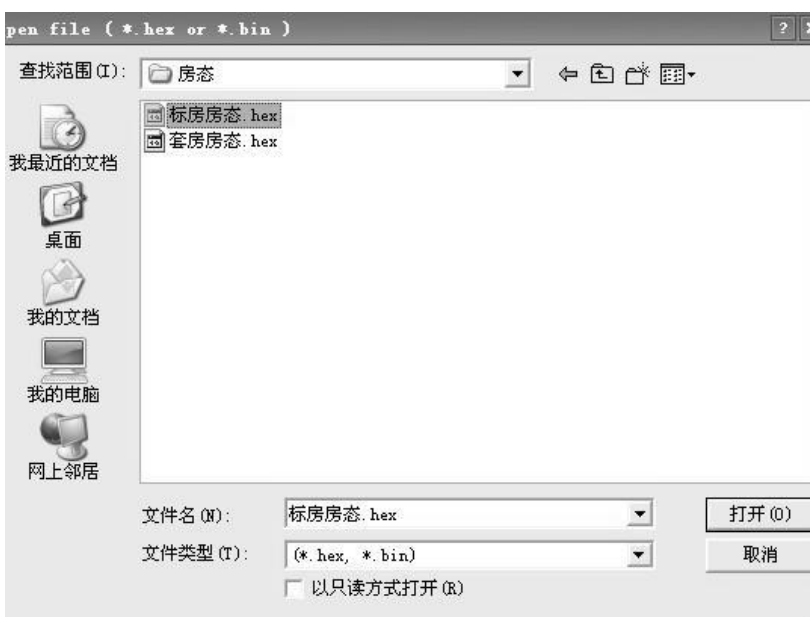 pen file ( *.hex or *.bin )
查找范围(I): 房态
标房房态.hex
套房房态.hex
我最近的文档
桌面
我的文档
我的电脑
网上邻居
文件名(N): 标房房态.hex 打开(O)
文件类型(T): (*.hex, *.bin) 取消
以只读方式打开(R)